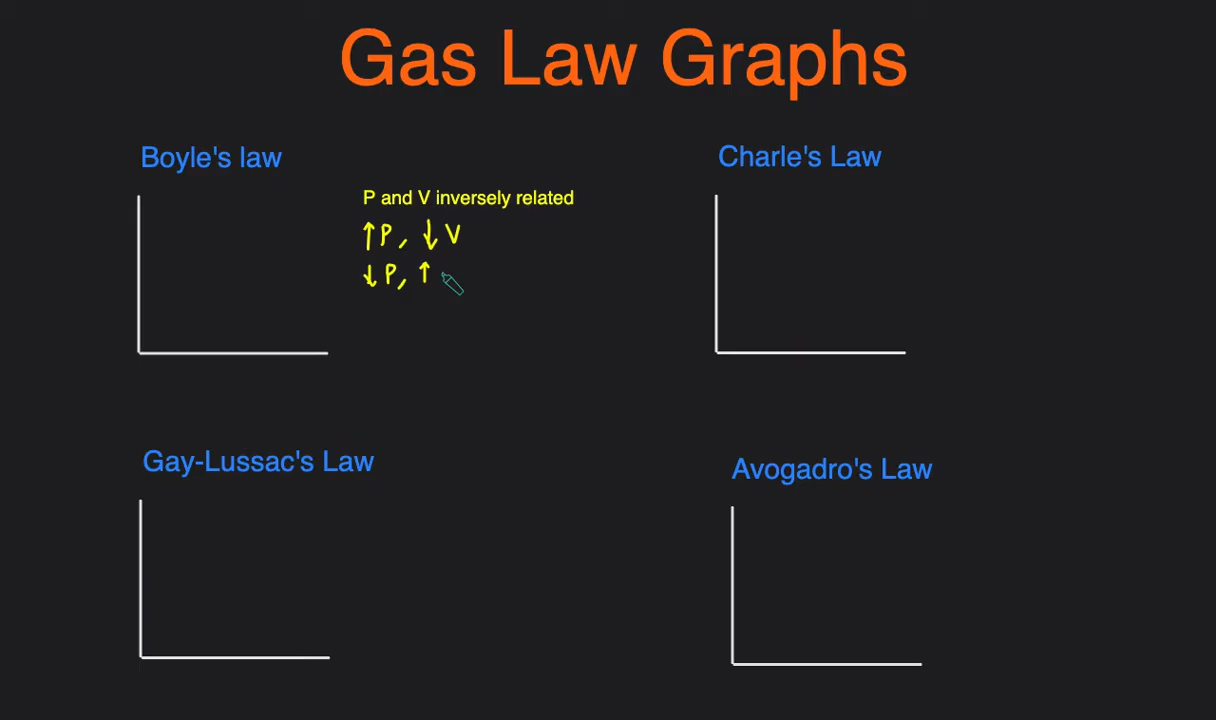 Gas Law Graphs
Boyle's law
P and V inversely related
↑P, ↓V
↓P, ↑
Charle's Law
Gay-Lussac's Law
Avogadro's Law